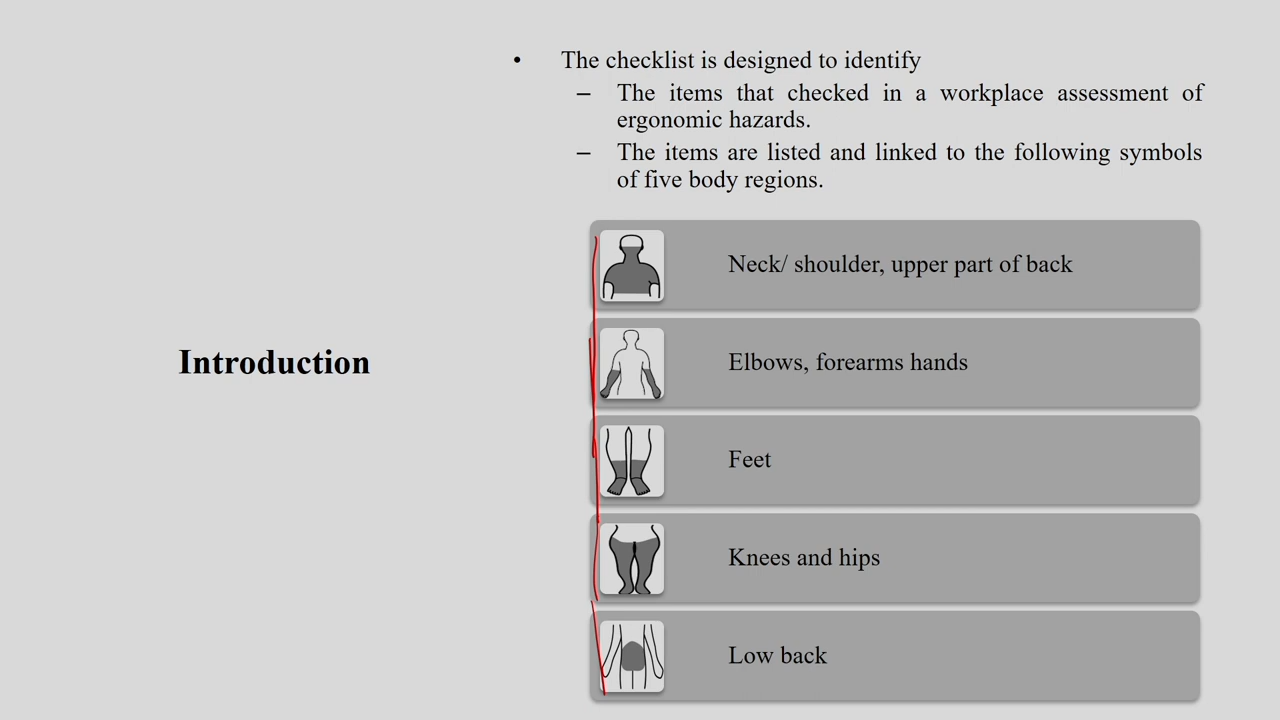 • The checklist is designed to identify
– The items that checked in a workplace assessment of
ergonomic hazards.
– The items are listed and linked to the following symbols
of five body regions.
Introduction
Neck/ shoulder, upper part of back
Elbows, forearms hands
Feet
Knees and hips
Low back